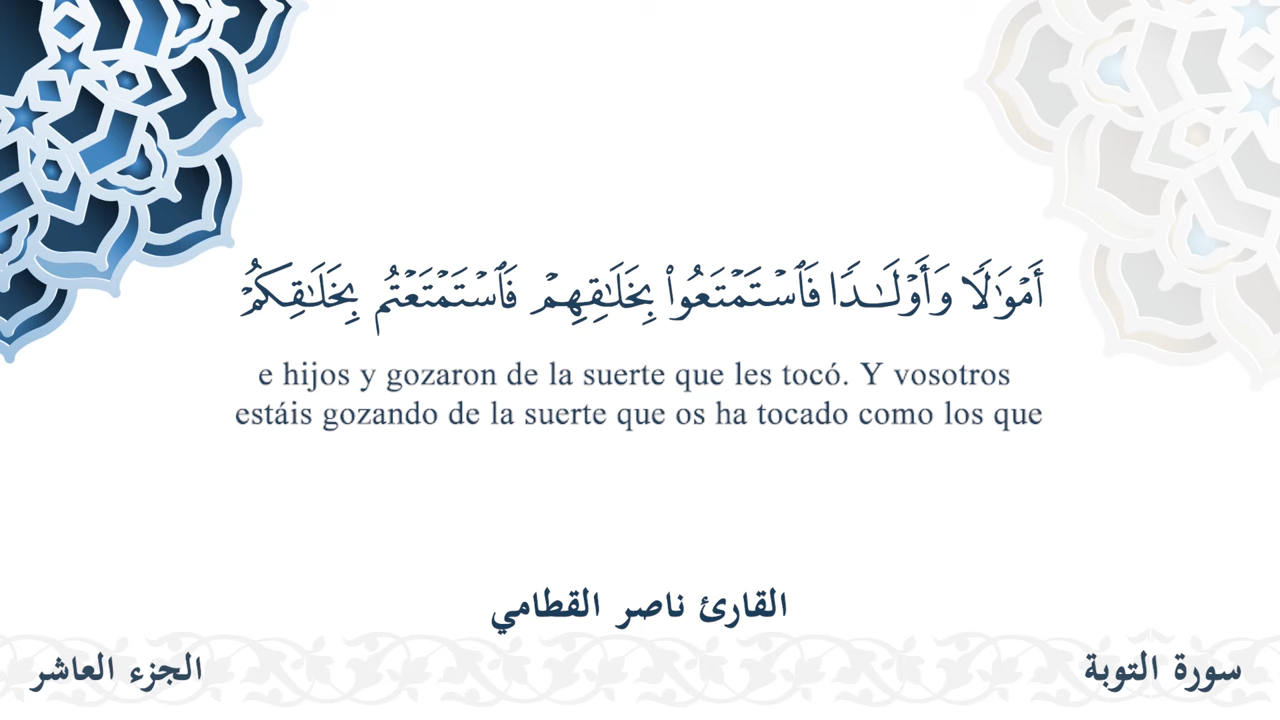 أَمۡوَٰلٗا وَأَوۡلَٰدٗا فَٱسۡتَمۡتَعُواْ بِخَلَٰقِهِمۡ فَٱسۡتَمۡتَعۡتُم بِخَلَٰقِكُمۡ
e hijos y gozaron de la suerte que les tocó. Y vosotros
estáis gozando de la suerte que os ha tocado como los que
القارئ ناصر القطامي
سورة التوبة
الجزء العاشر